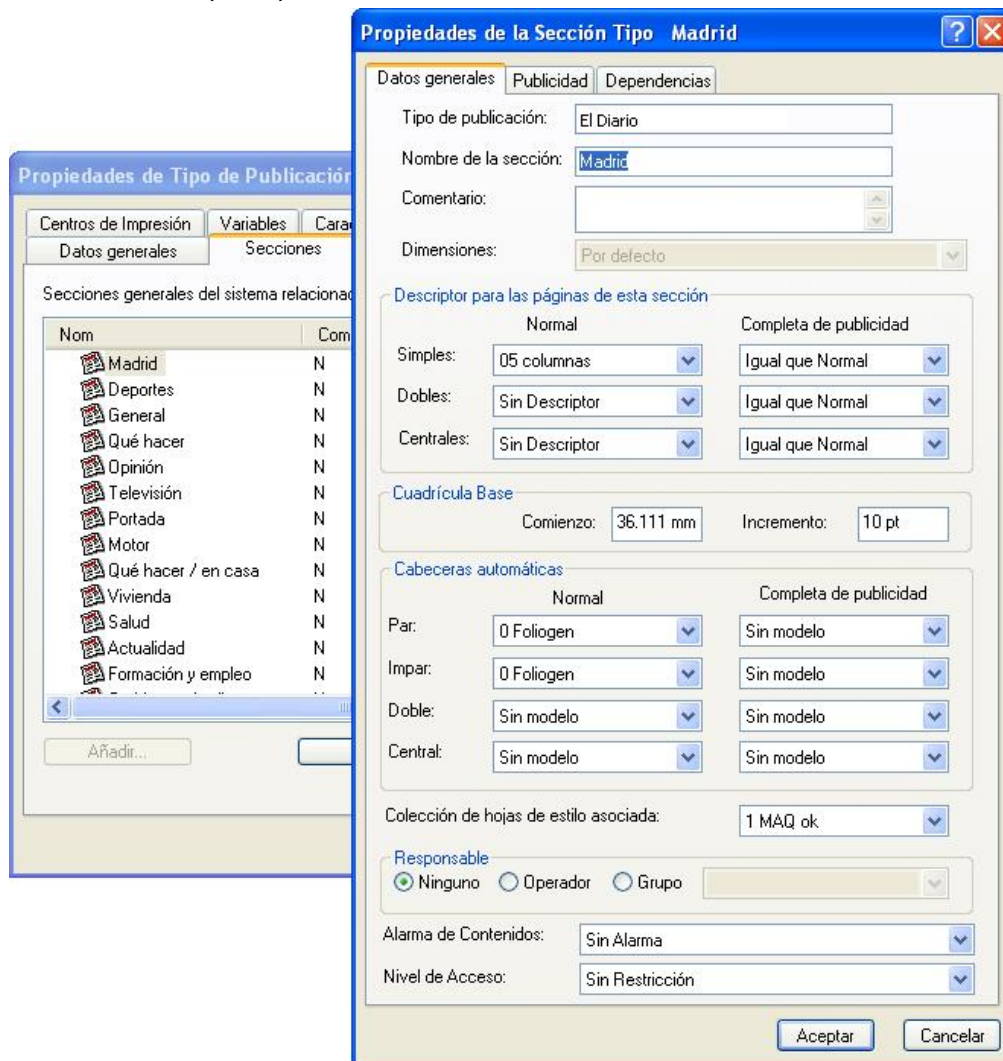 Propiedades de la Sección Tipo Madrid
Datos generales Publicidad Dependencias
Tipo de publicación: El Diario
Nombre de la sección: Madrid
Comentario:
Dimensiones: Por defecto
Descriptor para las páginas de esta sección
Normal Completa de publicidad
Simples: 05 columnas Igual que Normal
Dobles: Sin Descriptor Igual que Normal
Centrales: Sin Descriptor Igual que Normal
Cuadrícula Base
Comienzo: 36.111 mm Incremento: 10 pt
Cabeceras automáticas
Normal Completa de publicidad
Par: 0 Foliogen Sin modelo
Impar: 0 Foliogen Sin modelo
Doble: Sin modelo Sin modelo
Central: Sin modelo Sin modelo
Colección de hojas de estilo asociada: 1 MAQ ok
Responsable
Ninguno Operador Grupo
Alarma de Contenidos: Sin Alarma
Nivel de Acceso: Sin Restricción
Aceptar Cancelar
Propiedades de Tipo de Publicación
Centros de Impresión Variables Cara
Datos generales Secciones
Secciones generales del sistema relacionad
Nom Com
Madrid N
Deportes N
General N
Qué hacer N
Opinión N
Televisión N
Portada N
Motor N
Qué hacer / en casa N
Vivienda N
Salud N
Actualidad N
Formación y empleo N
Añadir...